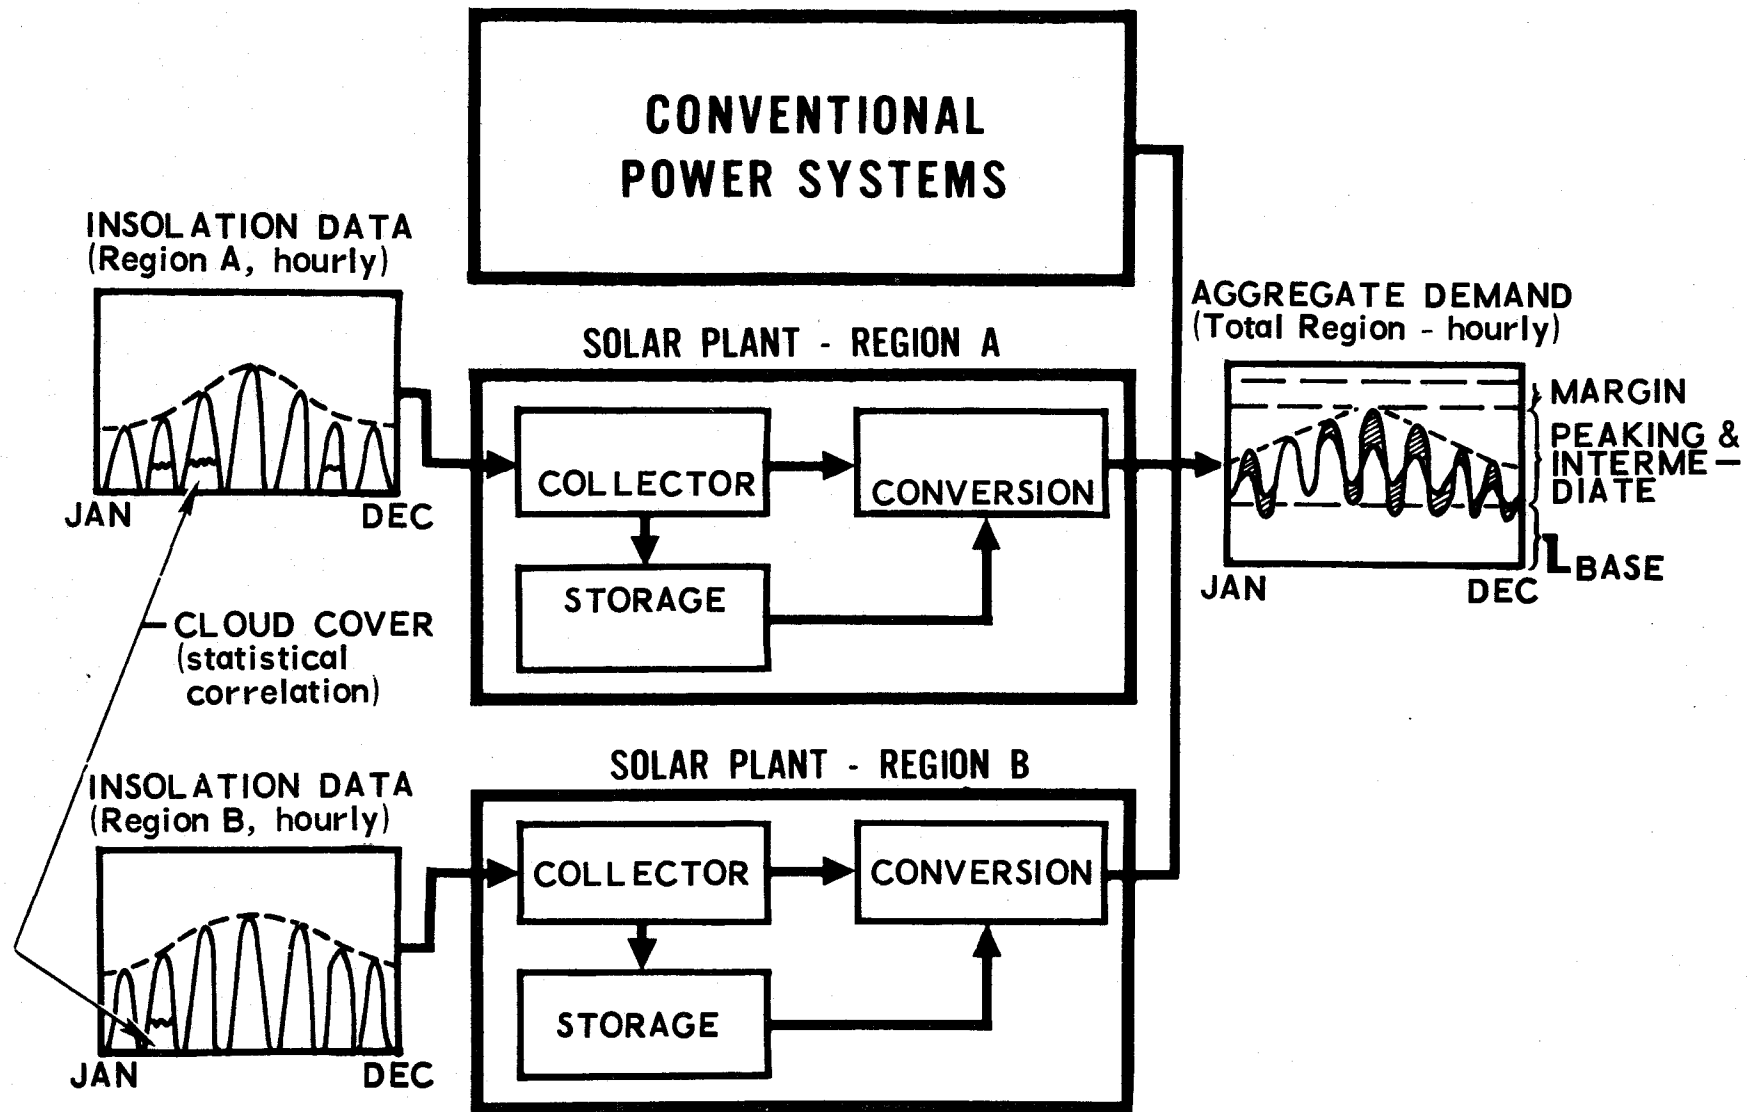 CONVENTIONAL
POWER SYSTEMS
INSOLATION DATA
(Region A, hourly)
JAN
DEC
SOLAR PLANT - REGION A
COLLECTOR
CONVERSION
STORAGE
AGGREGATE DEMAND
(Total Region - hourly)
MARGIN
PEAKING &
INTERME-
DIATE
BASE
JAN
DEC
CLOUD COVER
(statistical
correlation)
INSOLATION DATA
(Region B, hourly)
JAN
DEC
SOLAR PLANT - REGION B
COLLECTOR
CONVERSION
STORAGE